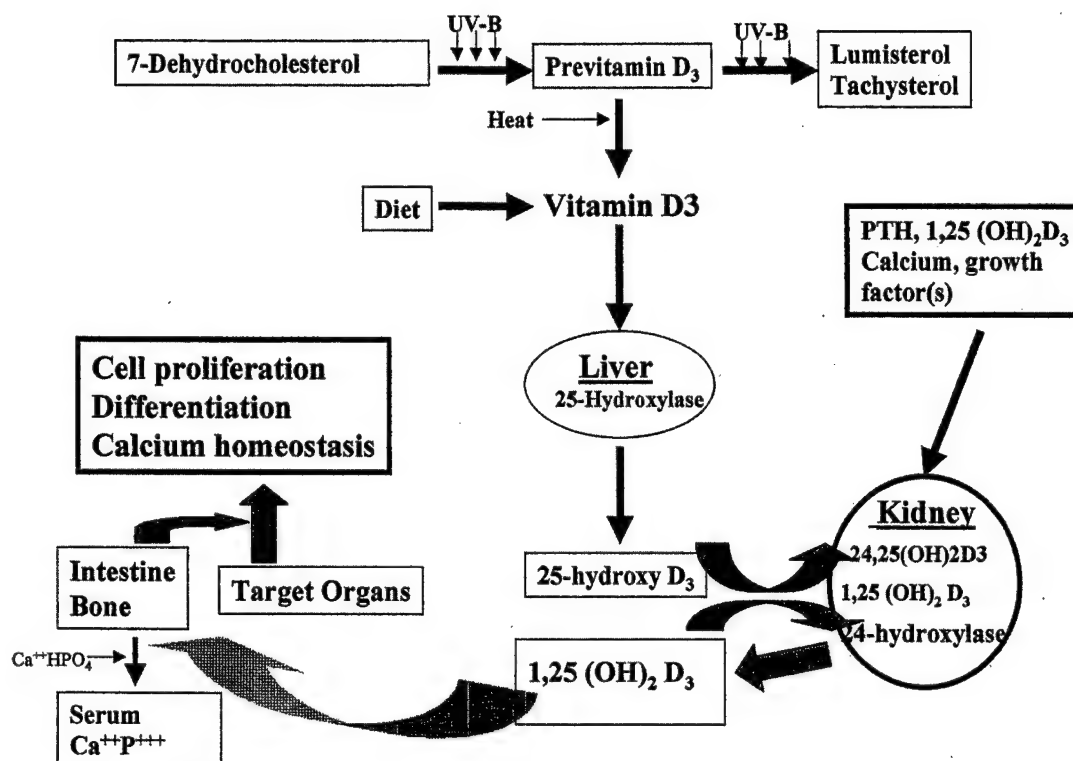 UV-B
UV-B
7-Dehydrocholesterol
Previtamin D₃
Lumisterol
Tachysterol
Heat
Diet
Vitamin D3
PTH, 1,25 (OH)₂D₃
Calcium, growth
factor(s)
Liver
25-Hydroxylase
Cell proliferation
Differentiation
Calcium homeostasis
Kidney
24,25(OH)2D3
1,25 (OH)₂ D₃
24-hydroxylase
25-hydroxy D₃
Intestine
Bone
Target Organs
Ca⁺⁺HPO₄
1,25 (OH)₂ D₃
Serum
Ca⁺⁺P⁺⁺⁺